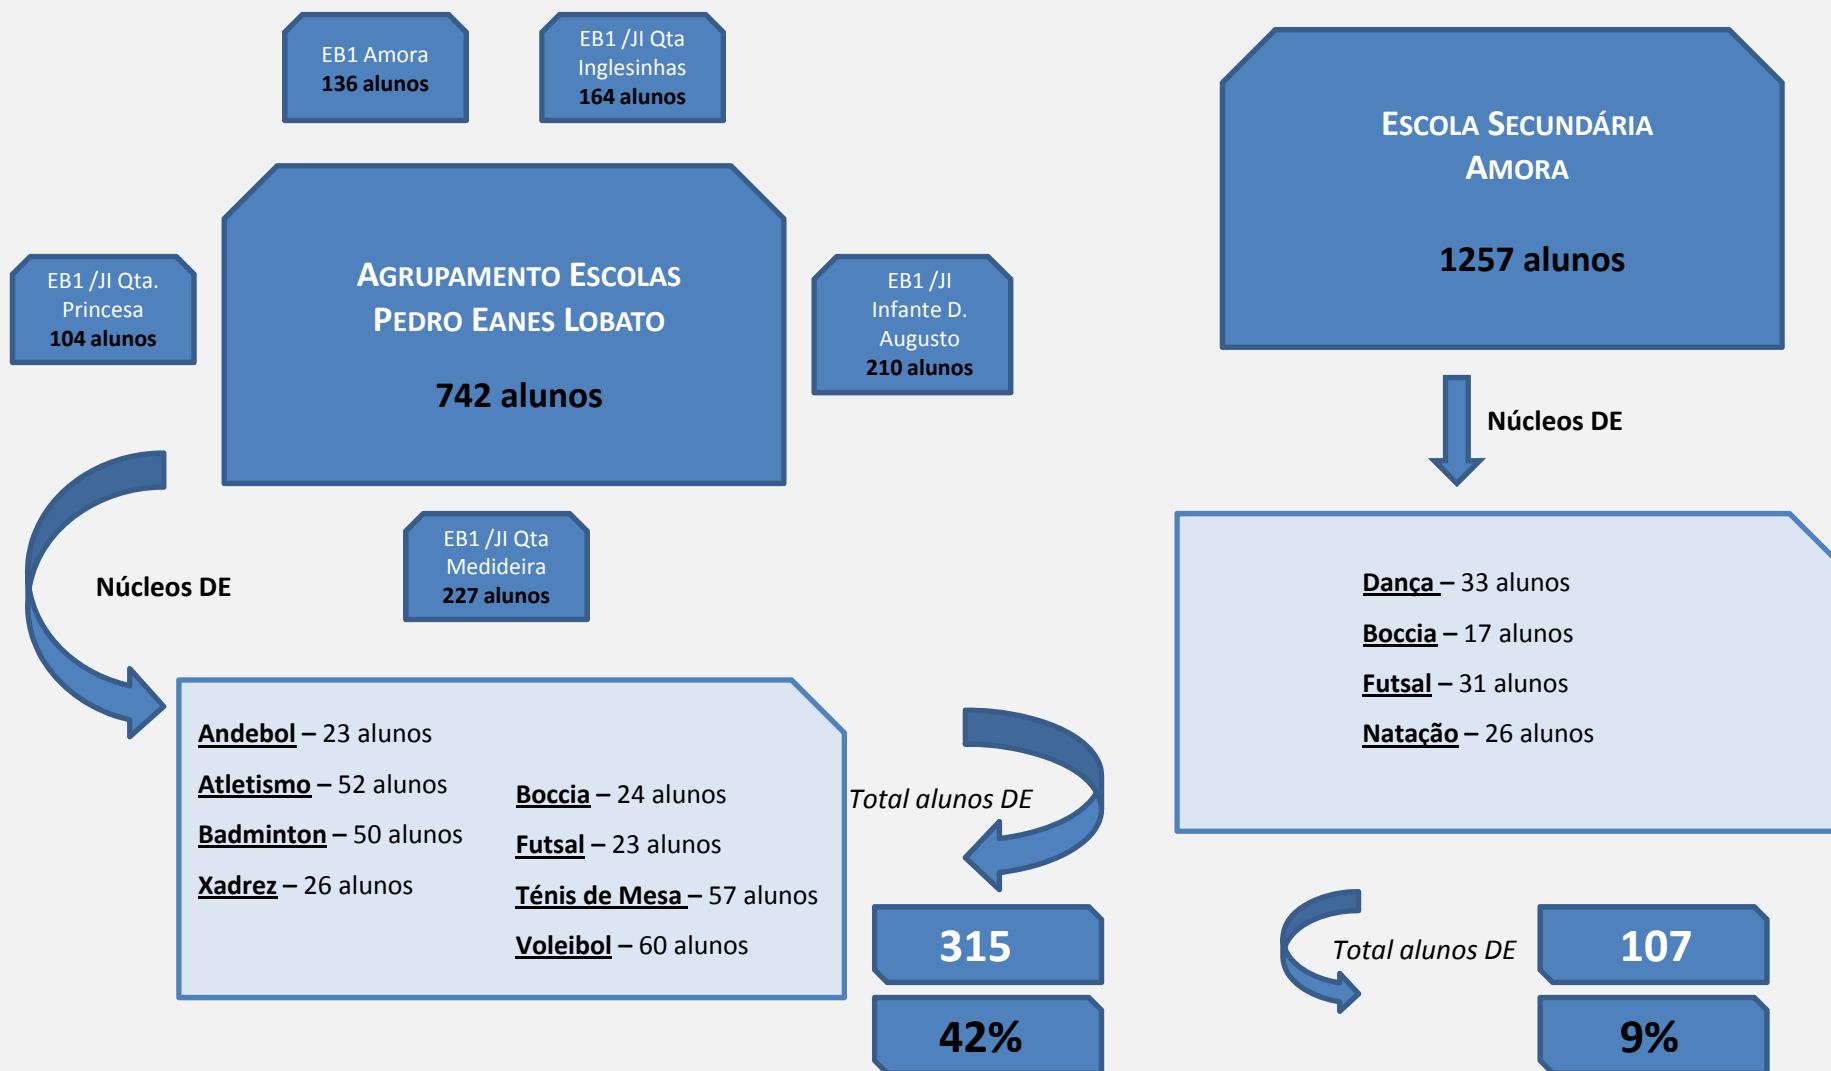 EB1 Amora
136 alunos
EB1 /JI Qta
Inglesinhas
164 alunos
AGRUPAMENTO ESCOLAS
PEDRO EANES LOBATO
742 alunos
EB1 /JI Qta.
Princesa
104 alunos
EB1 /JI
Infante D.
Augusto
210 alunos
EB1 /JI Qta
Medideira
227 alunos
Núcleos DE
Andebol – 23 alunos
Atletismo – 52 alunos
Badminton – 50 alunos
Xadrez – 26 alunos
Boccia – 24 alunos
Futsal – 23 alunos
Ténis de Mesa – 57 alunos
Voleibol – 60 alunos
Total alunos DE
315
42%
ESCOLA SECUNDÁRIA
AMORA
1257 alunos
Núcleos DE
Dança – 33 alunos
Boccia – 17 alunos
Futsal – 31 alunos
Natação – 26 alunos
Total alunos DE
107
9%